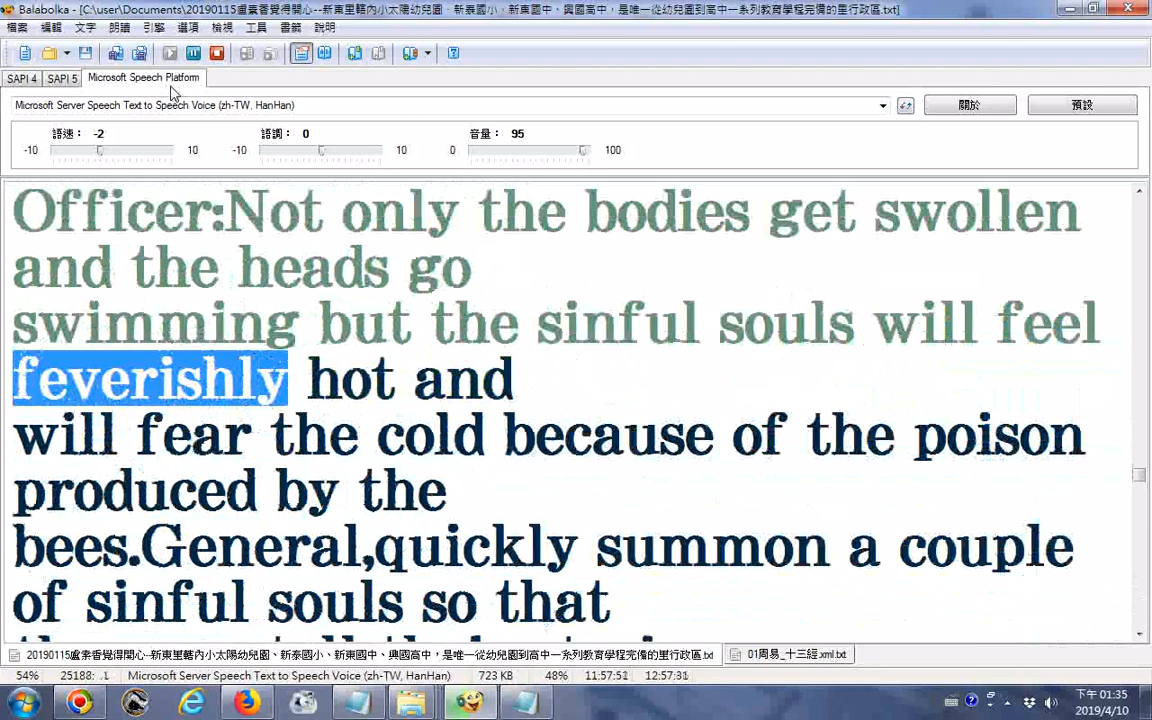 Balabolka - [C:\user\Documents\20190115盧素香覺得開心--新東里轄內小太陽幼兒園、新泰國小、新東國中、興國高中，是唯一從幼兒園到高中一系列教育學程完備的里行政區.txt]
檔案 編輯 文字 朗讀 引擎 選項 檢視 工具 書籤 說明
SAPI 4 SAPI 5 Microsoft Speech Platform
Microsoft Server Speech Text to Speech Voice (zh-TW, HanHan) 關於 預設
語速： -2 語調： 0 音量： 95
-10 10 -10 10 0 100
Officer:Not only the bodies get swollen
and the heads go
swimming but the sinful souls will feel
feverishly hot and
will fear the cold because of the poison
produced by the
bees.General,quickly summon a couple
of sinful souls so that
20190115盧素香覺得開心--新東里轄內小太陽幼兒園、新泰國小、新東國中、興國高中，是唯一從幼兒園到高中一系列教育學程完備的里行政區.txt 01周易_十三經.xml.txt
54% 25188: Microsoft Server Speech Text to Speech Voice (zh-TW, HanHan) 723 KB 48% 11:57:51 12:57:31
下午 01:35
2019/4/10